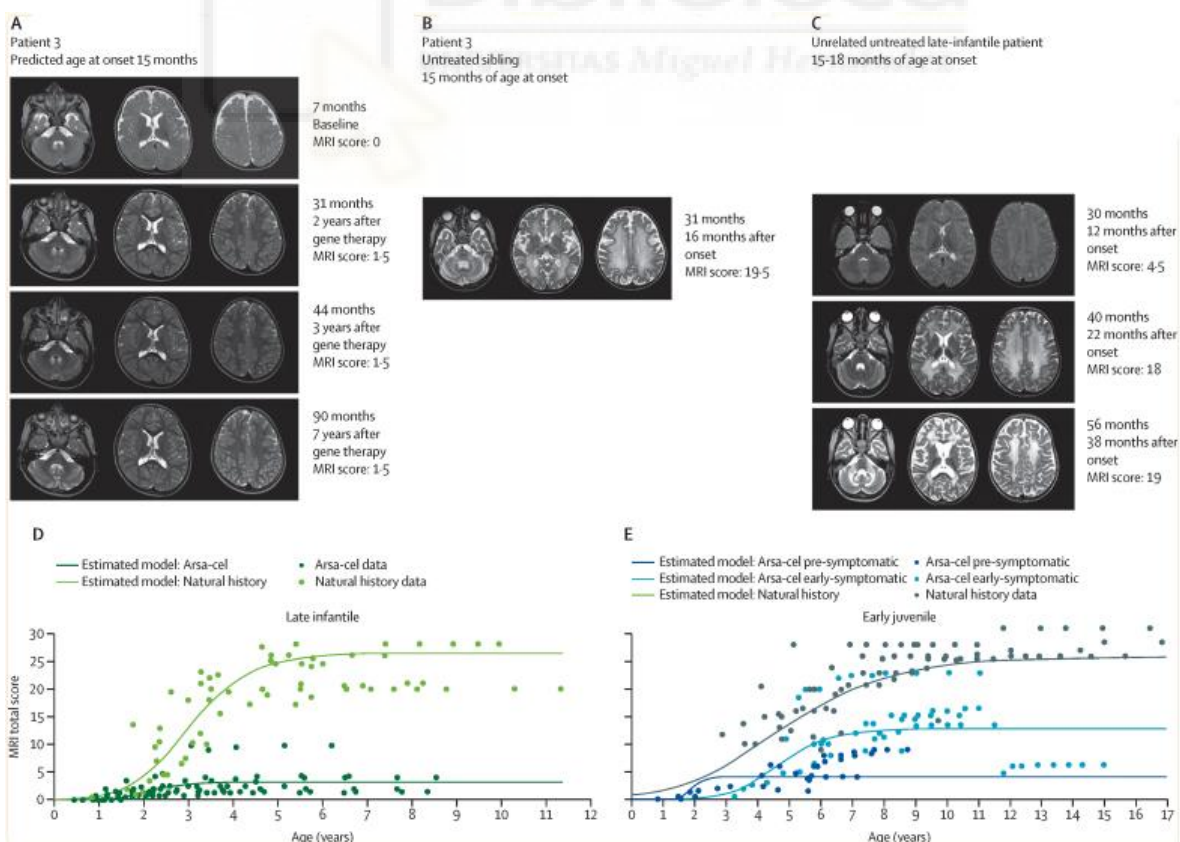 A
Patient 3
Predicted age at onset 15 months
7 months
Baseline
MRI score: 0
31 months
2 years after
gene therapy
MRI score: 1·5
44 months
3 years after
gene therapy
MRI score: 1·5
90 months
7 years after
gene therapy
MRI score: 1·5
B
Patient 3
Untreated sibling
15 months of age at onset
31 months
16 months after
onset
MRI score: 19·5
C
Unrelated untreated late-infantile patient
15-18 months of age at onset
30 months
12 months after
onset
MRI score: 4·5
40 months
22 months after
onset
MRI score: 18
56 months
38 months after
onset
MRI score: 19
D
Estimated model: Arsa-cel
Arsa-cel data
Estimated model: Natural history
Natural history data
Late infantile
MRI total score
30
25
20
15
10
5
0
0 1 2 3 4 5 6 7 8 9 10 11 12
Age (years)
E
Estimated model: Arsa-cel pre-symptomatic
Arsa-cel pre-symptomatic
Estimated model: Arsa-cel early-symptomatic
Arsa-cel early-symptomatic
Estimated model: Natural history
Natural history data
Early juvenile
0 1 2 3 4 5 6 7 8 9 10 11 12 13 14 15 16 17
Age (years)